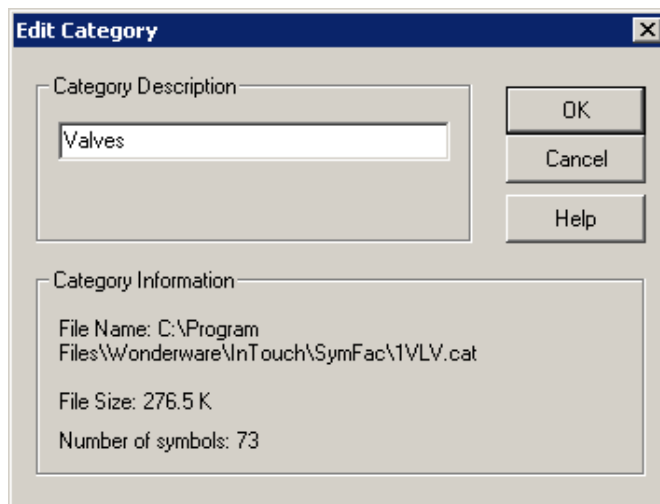 Edit Category
Category Description
Valves
OK
Cancel
Help
Category Information
File Name: C:\Program
Files\Wonderware\InTouch\SymFac\1VLV.cat
File Size: 276.5 K
Number of symbols: 73